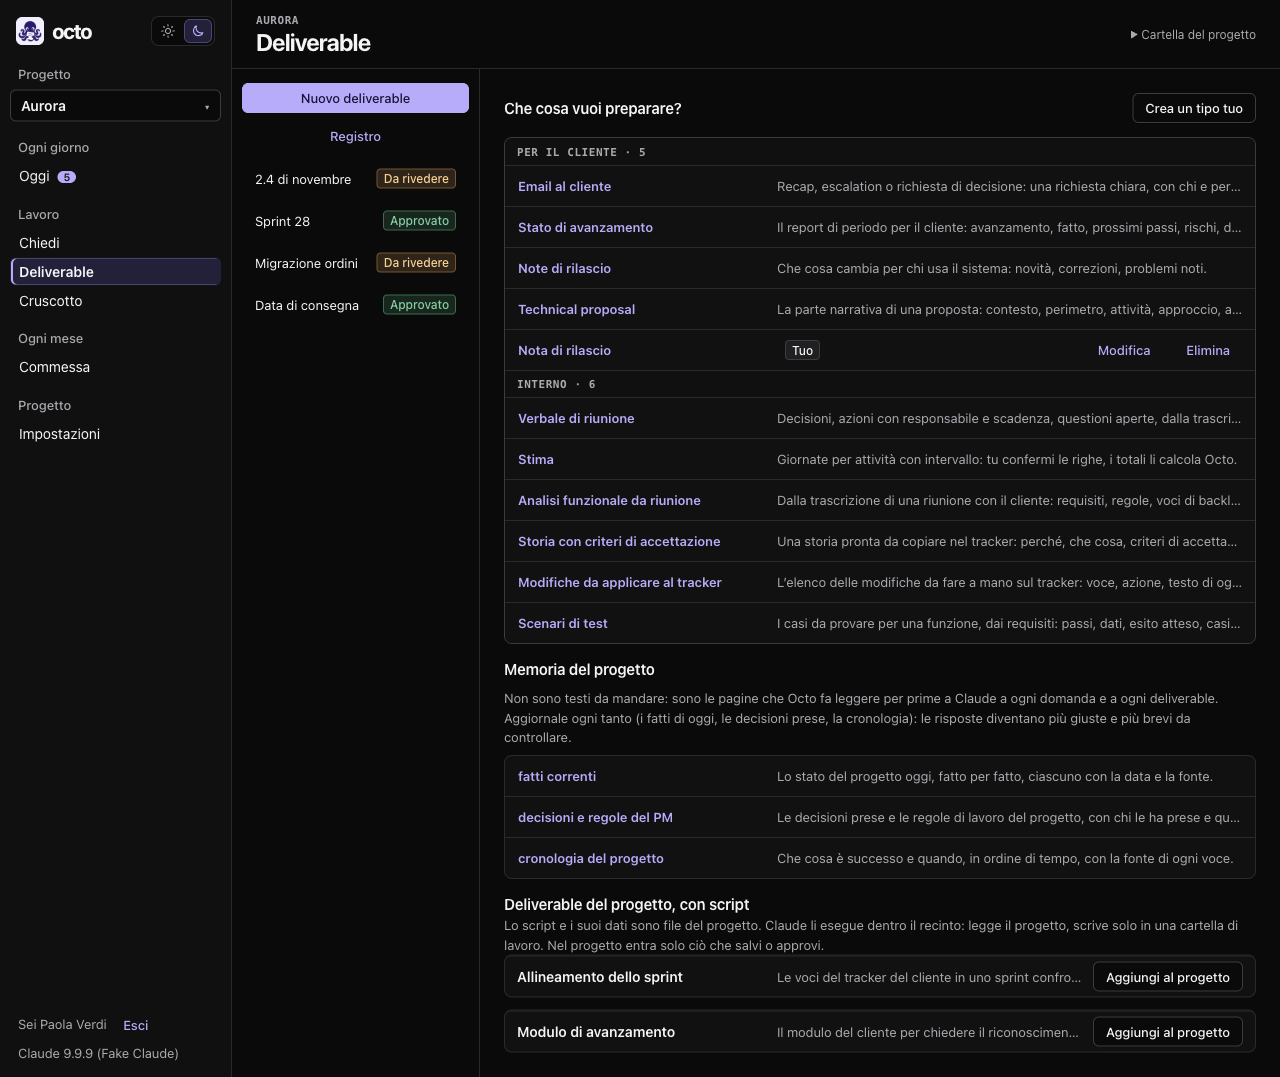 octo
Progetto
Aurora
Ogni giorno
Oggi 5
Lavoro
Chiedi
Deliverable
Cruscotto
Ogni mese
Commessa
Progetto
Impostazioni
Sei Paola Verdi Esci
Claude 9.9.9 (Fake Claude)
AURORA
Deliverable
Cartella del progetto
Nuovo deliverable
Registro
2.4 di novembre Da rivedere
Sprint 28 Approvato
Migrazione ordini Da rivedere
Data di consegna Approvato
Che cosa vuoi preparare? Crea un tipo tuo
PER IL CLIENTE · 5
Email al cliente Recap, escalation o richiesta di decisione: una richiesta chiara, con chi e per…
Stato di avanzamento Il report di periodo per il cliente: avanzamento, fatto, prossimi passi, rischi, d…
Note di rilascio Che cosa cambia per chi usa il sistema: novità, correzioni, problemi noti.
Technical proposal La parte narrativa di una proposta: contesto, perimetro, attività, approccio, a…
Nota di rilascio Tuo Modifica Elimina
INTERNO · 6
Verbale di riunione Decisioni, azioni con responsabile e scadenza, questioni aperte, dalla trascri…
Stima Giornate per attività con intervallo: tu confermi le righe, i totali li calcola Octo.
Analisi funzionale da riunione Dalla trascrizione di una riunione con il cliente: requisiti, regole, voci di backl…
Storia con criteri di accettazione Una storia pronta da copiare nel tracker: perché, che cosa, criteri di accetta…
Modifiche da applicare al tracker L'elenco delle modifiche da fare a mano sul tracker: voce, azione, testo di og…
Scenari di test I casi da provare per una funzione, dai requisiti: passi, dati, esito atteso, casi…
Memoria del progetto
Non sono testi da mandare: sono le pagine che Octo fa leggere per prime a Claude a ogni domanda e a ogni deliverable.
Aggiornale ogni tanto (i fatti di oggi, le decisioni prese, la cronologia): le risposte diventano più giuste e più brevi da
controllare.
fatti correnti Lo stato del progetto oggi, fatto per fatto, ciascuno con la data e la fonte.
decisioni e regole del PM Le decisioni prese e le regole di lavoro del progetto, con chi le ha prese e qu…
cronologia del progetto Che cosa è successo e quando, in ordine di tempo, con la fonte di ogni voce.
Deliverable del progetto, con script
Lo script e i suoi dati sono file del progetto. Claude li esegue dentro il recinto: legge il progetto, scrive solo in una cartella di
lavoro. Nel progetto entra solo ciò che salvi o approvi.
Allineamento dello sprint Le voci del tracker del cliente in uno sprint confro… Aggiungi al progetto
Modulo di avanzamento Il modulo del cliente per chiedere il riconoscimen… Aggiungi al progetto